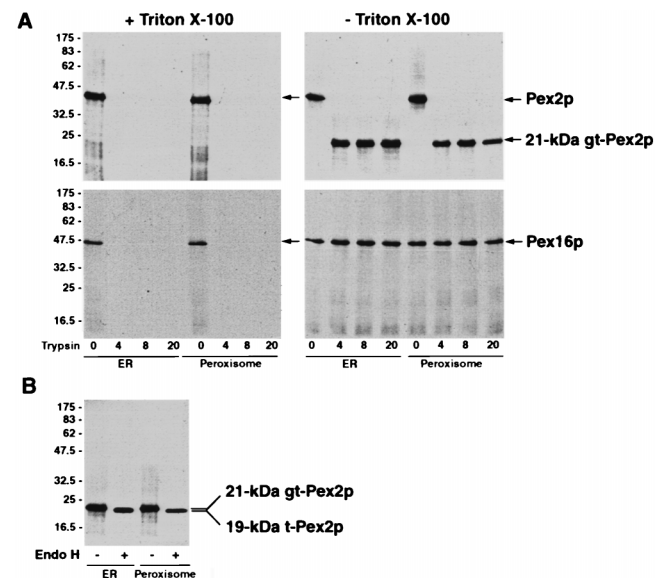 A
+ Triton X-100
- Triton X-100
175 -
83 -
62 -
47.5 -
32.5 -
25 -
16.5 -
Pex2p
21-kDa gt-Pex2p
175 -
83 -
62 -
47.5 -
32.5 -
25 -
16.5 -
Pex16p
Trypsin 0 4 8 20 0 4 8 20 0 4 8 20 0 4 8 20
ER Peroxisome ER Peroxisome
B
175 -
83 -
62 -
47.5 -
32.5 -
25 -
16.5 -
21-kDa gt-Pex2p
19-kDa t-Pex2p
Endo H - + - +
ER Peroxisome